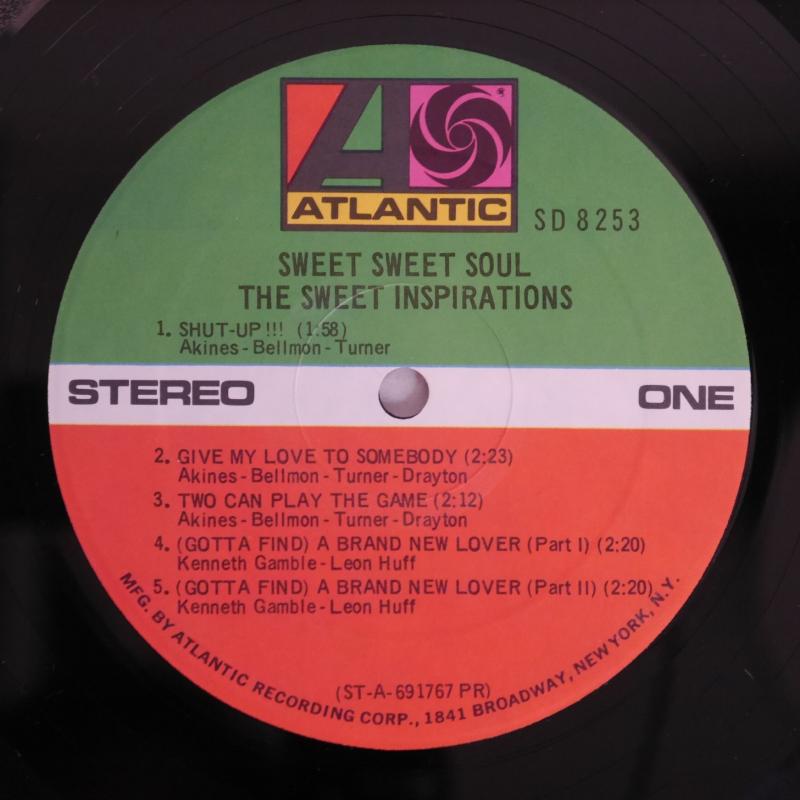 ATLANTIC
SD 8253
SWEET SWEET SOUL
THE SWEET INSPIRATIONS
1. SHUT-UP!!! (1:58)
Akines-Bellmon-Turner
STEREO
ONE
2. GIVE MY LOVE TO SOMEBODY (2:23)
Akines-Bellmon-Turner-Drayton
3. TWO CAN PLAY THE GAME (2:12)
Akines-Bellmon-Turner-Drayton
4. (GOTTA FIND) A BRAND NEW LOVER (Part I) (2:20)
Kenneth Gamble-Leon Huff
5. (GOTTA FIND) A BRAND NEW LOVER (Part II) (2:20)
Kenneth Gamble-Leon Huff
(ST-A-691767 PR)
MFG. BY ATLANTIC RECORDING CORP., 1841 BROADWAY, NEW YORK, N.Y.